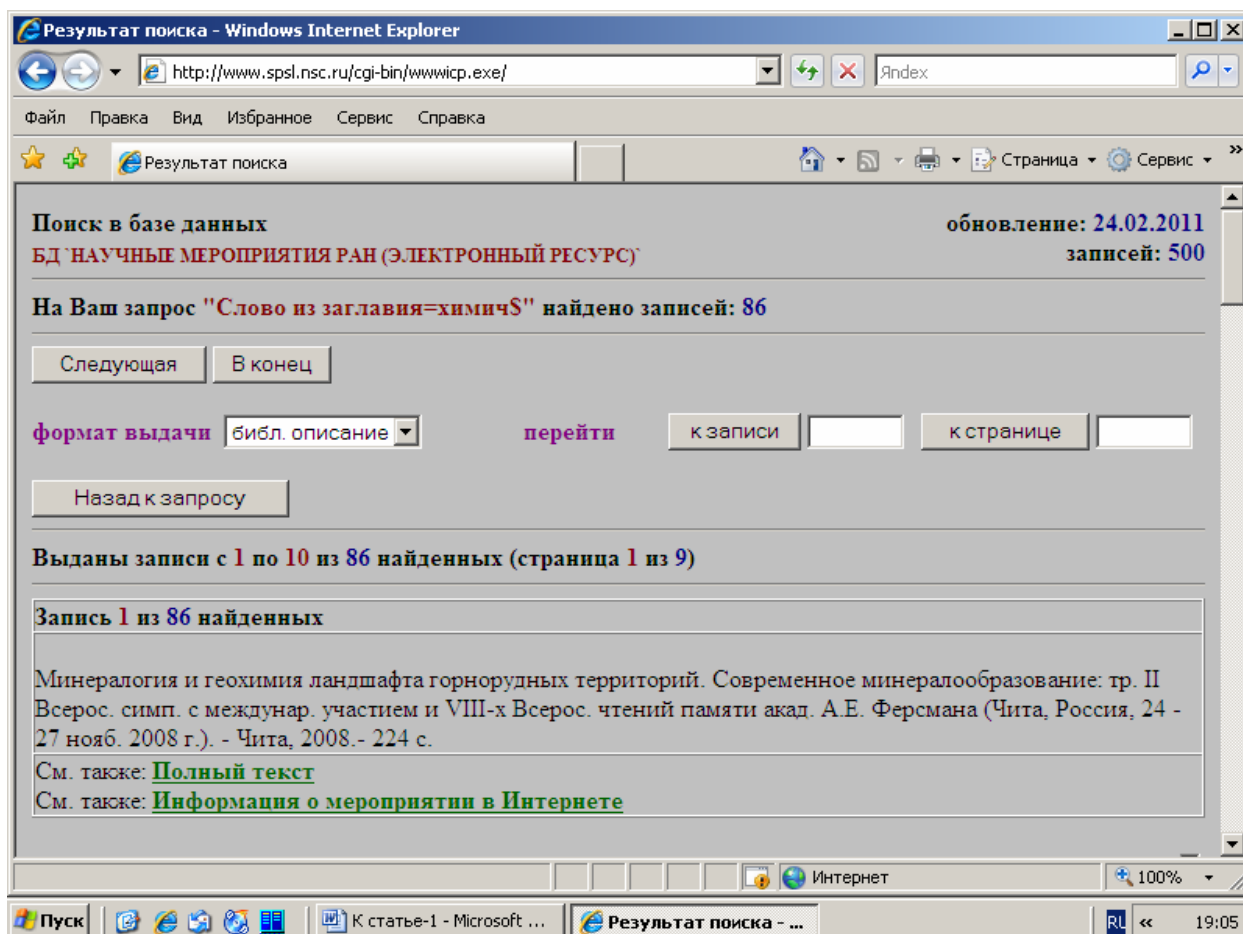 Результат поиска - Windows Internet Explorer
http://www.spsl.nsc.ru/cgi-bin/wwwicp.exe/ Яndex
Файл Правка Вид Избранное Сервис Справка
Результат поиска Страница Сервис »
Поиск в базе данных обновление: 24.02.2011
БД `НАУЧНЫЕ МЕРОПРИЯТИЯ РАН (ЭЛЕКТРОННЫЙ РЕСУРС)` записей: 500
На Ваш запрос "Слово из заглавия=химич$" найдено записей: 86
Следующая В конец
формат выдачи библ. описание перейти к записи к странице
Назад к запросу
Выданы записи с 1 по 10 из 86 найденных (страница 1 из 9)
Запись 1 из 86 найденных
Минералогия и геохимия ландшафта горнорудных территорий. Современное минералообразование: тр. II
Всерос. симп. с междунар. участием и VIII-х Всерос. чтений памяти акад. А.Е. Ферсмана (Чита, Россия, 24 -
27 нояб. 2008 г.). - Чита, 2008.- 224 с.
См. также: Полный текст
См. также: Информация о мероприятии в Интернете
Интернет 100%
Пуск К статье-1 - Microsoft ... Результат поиска - ... RU « 19:05